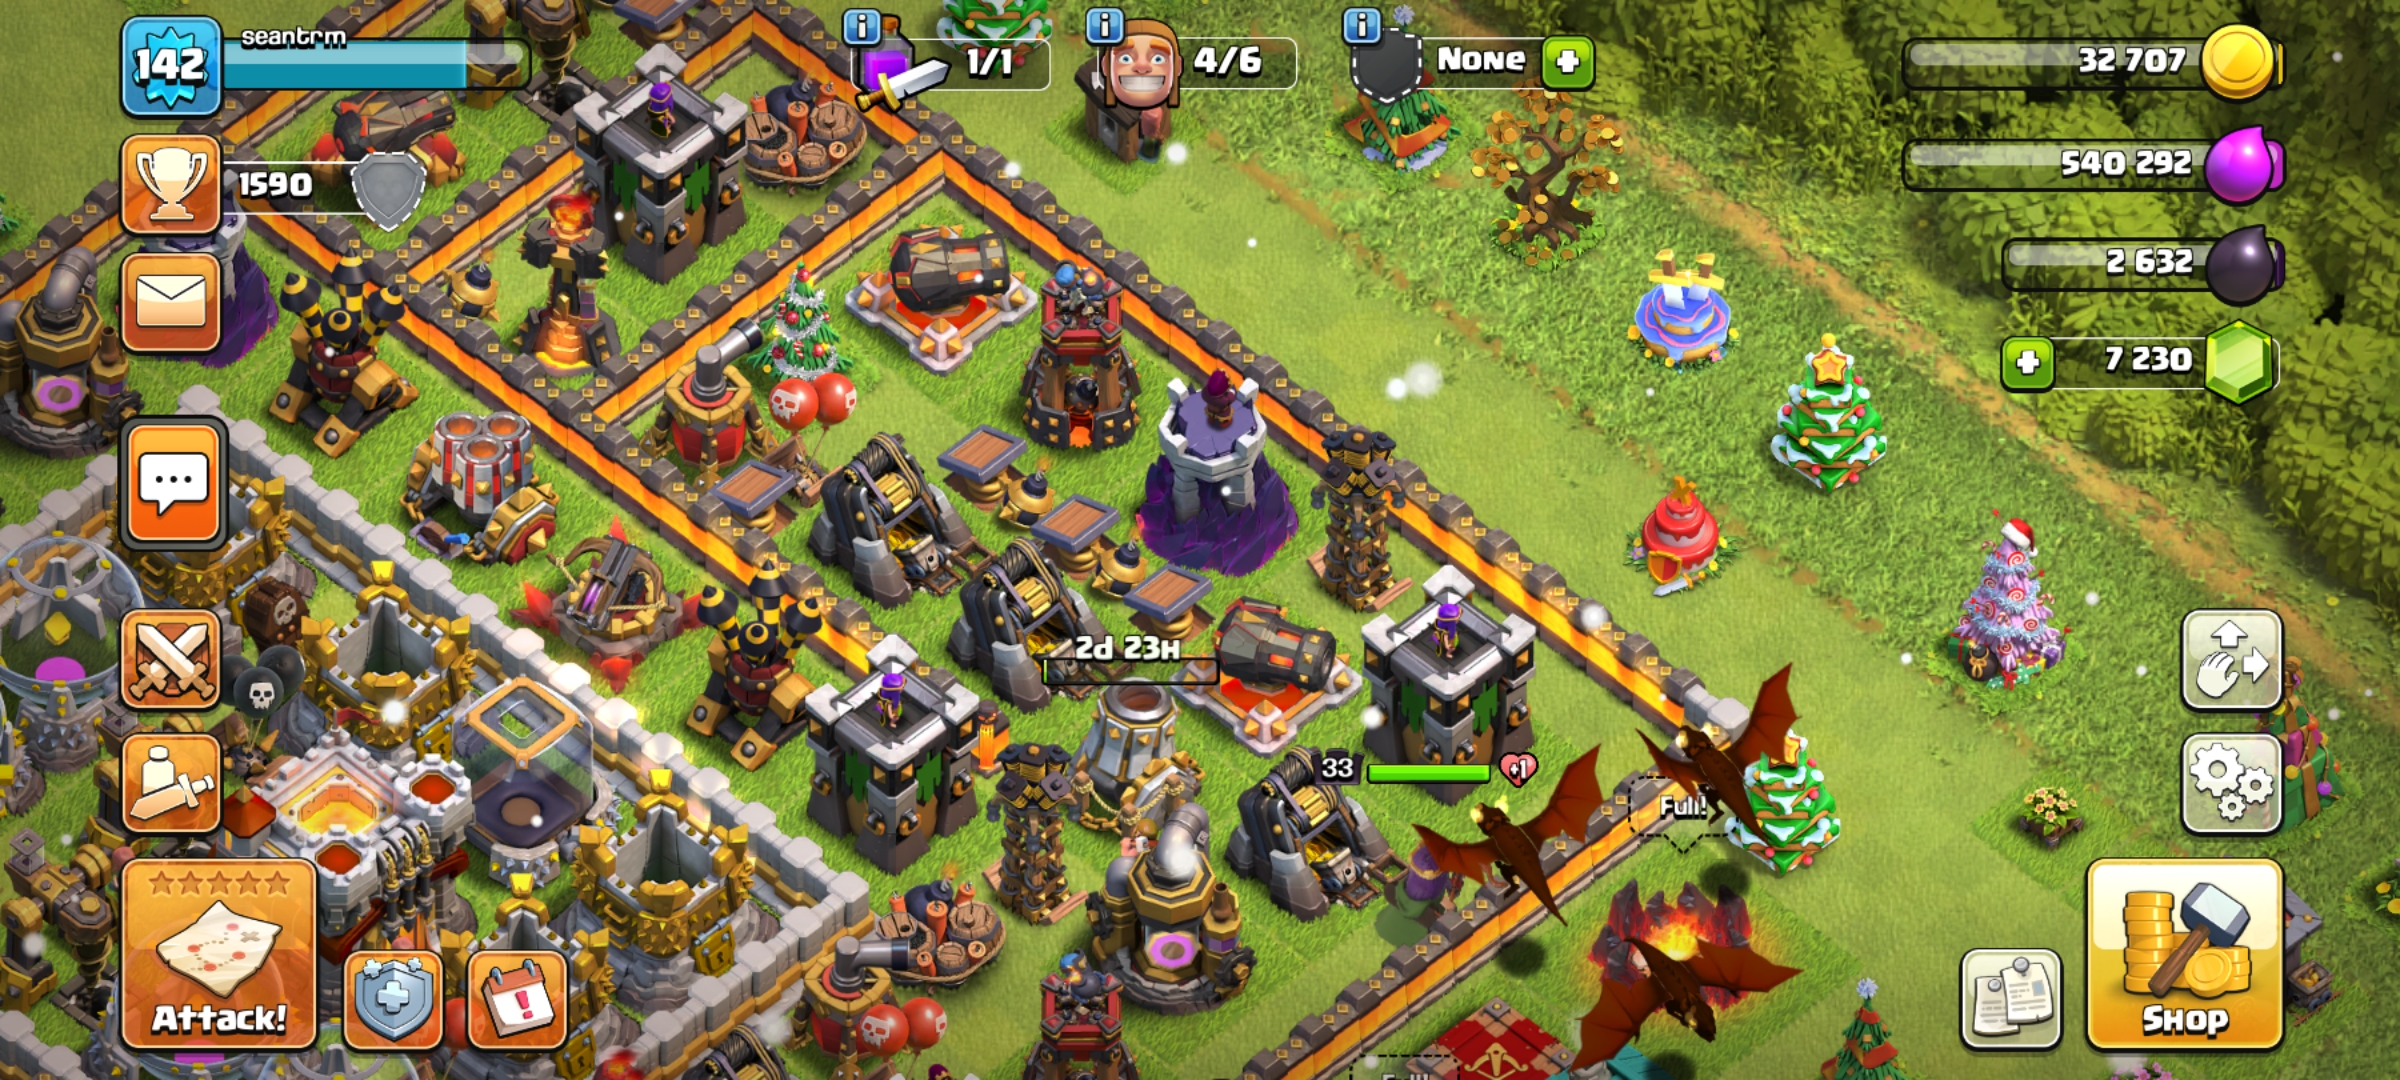 142
seantrm
1/1
4/6
None
32 707
1590
540 292
2 632
7 230
2d 23H
33
+1
Full!
Attack!
Shop